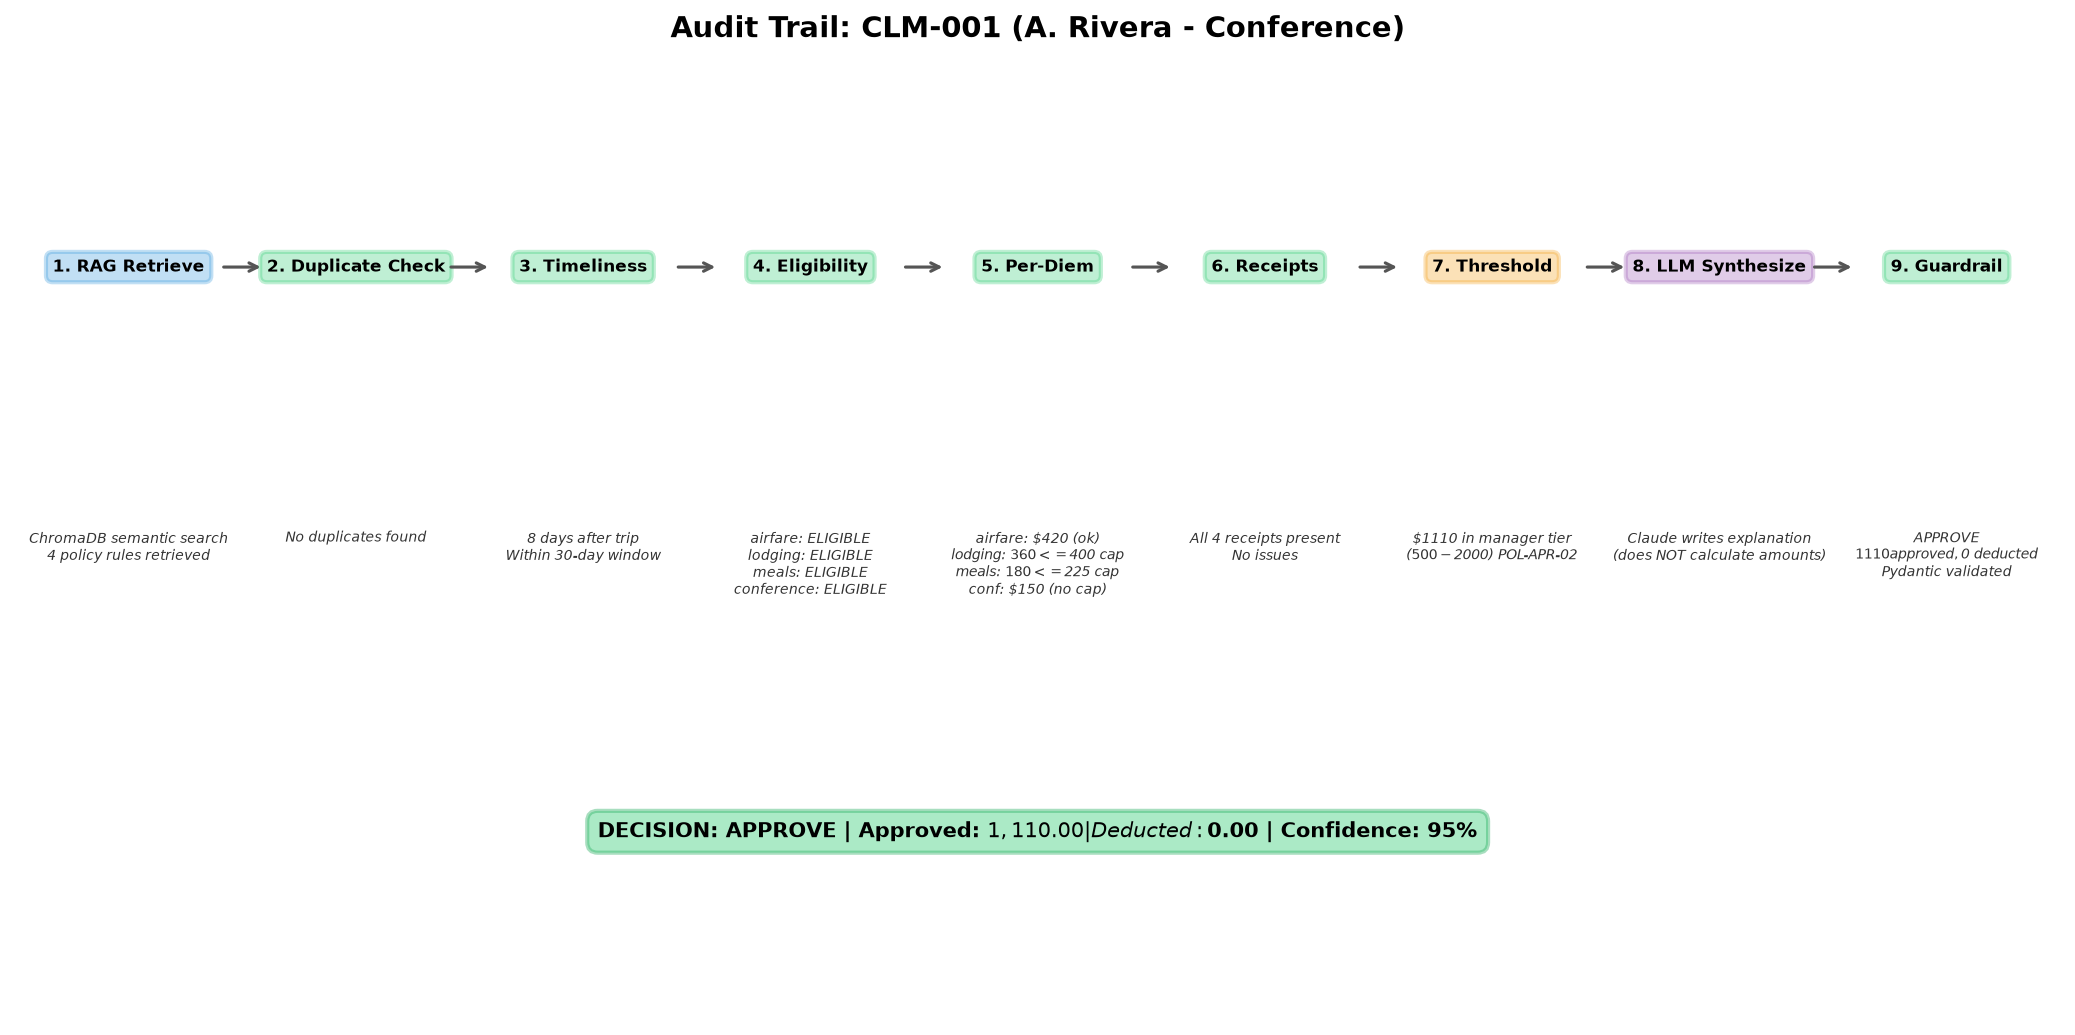 Audit Trail: CLM-001 (A. Rivera - Conference)
1. RAG Retrieve
2. Duplicate Check
3. Timeliness
4. Eligibility
5. Per-Diem
6. Receipts
7. Threshold
8. LLM Synthesize
9. Guardrail
ChromaDB semantic search
4 policy rules retrieved
No duplicates found
8 days after trip
Within 30-day window
airfare: ELIGIBLE
lodging: ELIGIBLE
meals: ELIGIBLE
conference: ELIGIBLE
airfare: $420 (ok)
lodging: 360 <= 400 cap
meals: 180 <= 225 cap
conf: $150 (no cap)
All 4 receipts present
No issues
$1110 in manager tier
(500 − 2000) POL-APR-02
Claude writes explanation
(does NOT calculate amounts)
APPROVE
1110approved, 0 deducted
Pydantic validated
DECISION: APPROVE | Approved: 1, 110.00|Deducted : 0.00 | Confidence: 95%